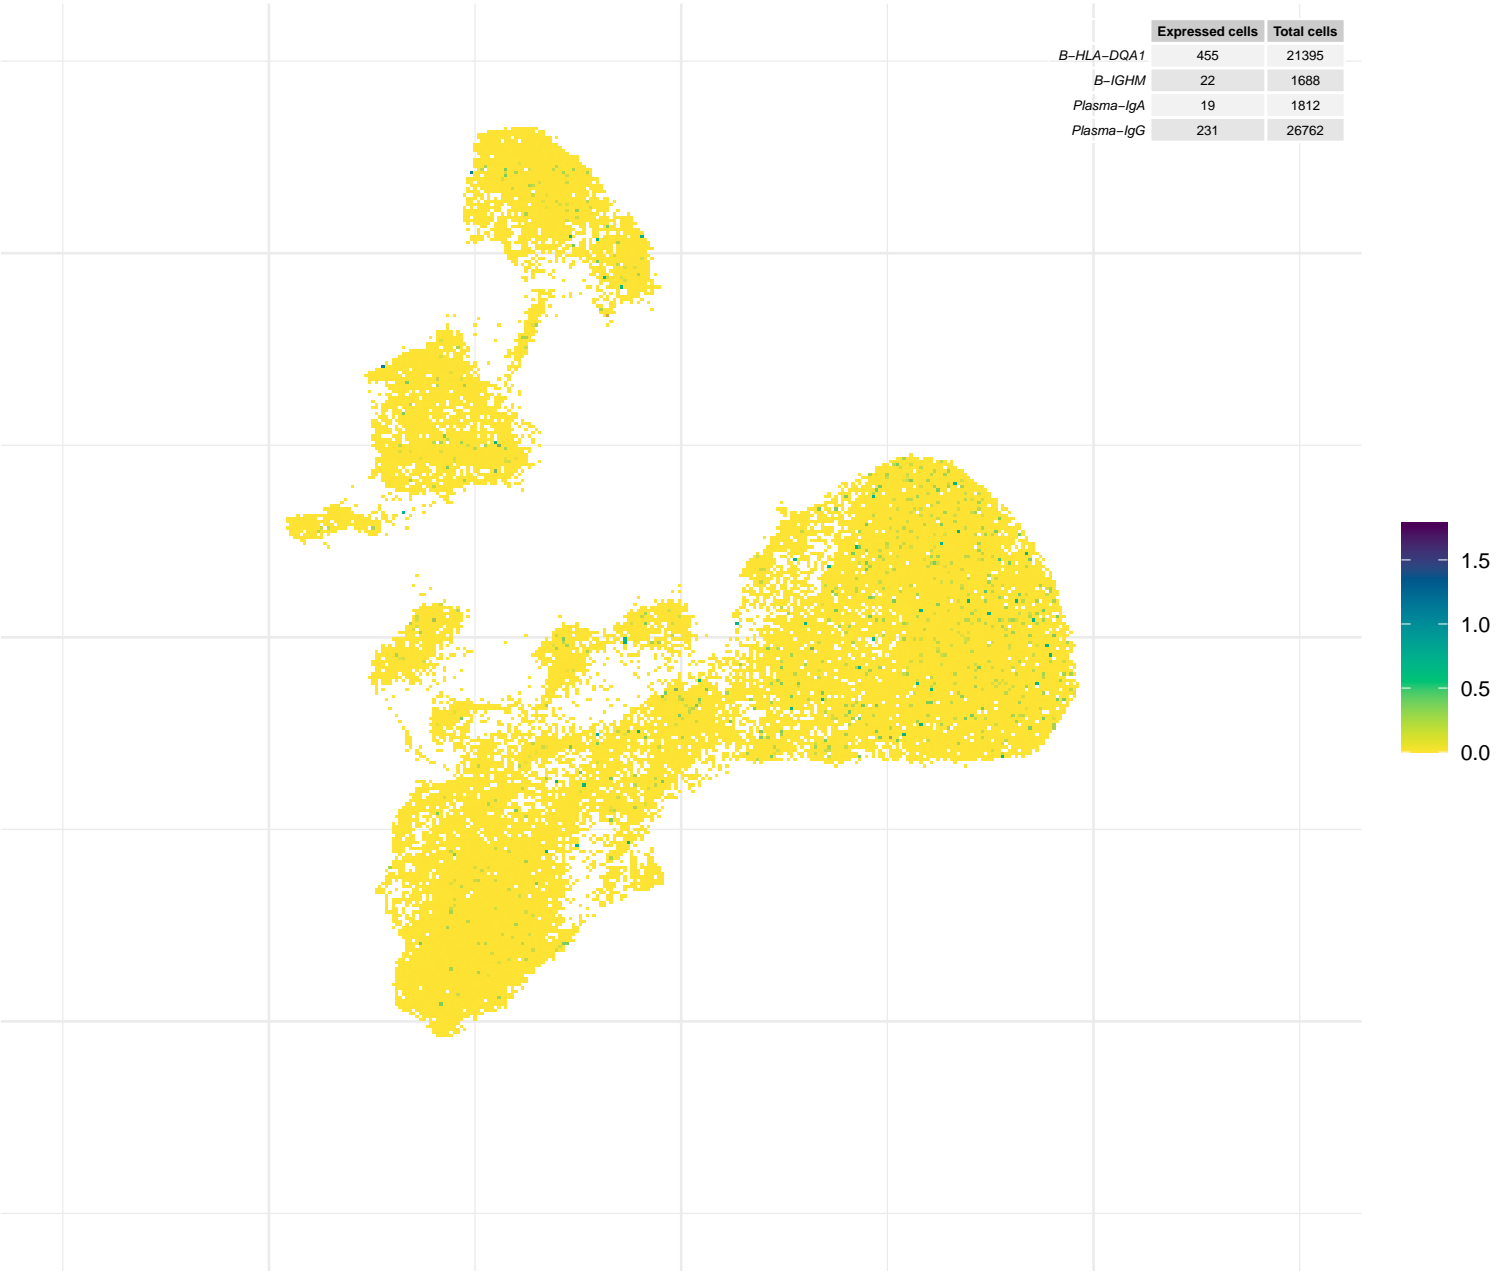 Expressed cells Total cells
B−HLA−DQA1 455 21395
B−IGHM 22 1688
Plasma−IgA 19 1812
Plasma−IgG 231 26762
1.5
1.0
0.5
0.0